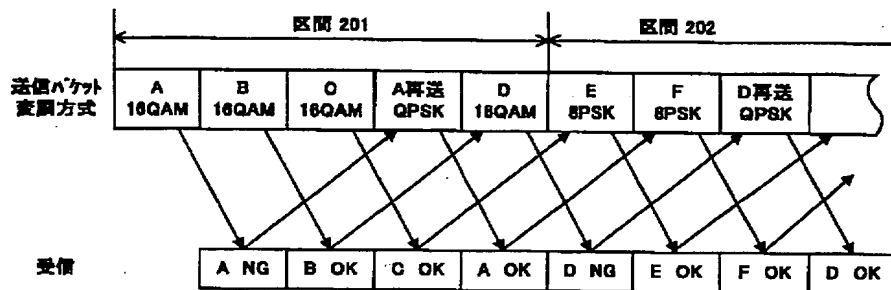 区間 201
区間 202
送信パケット
変調方式
A
16QAM
B
16QAM
C
16QAM
A再送
QPSK
D
16QAM
E
8PSK
F
8PSK
D再送
QPSK
受信
A NG
B OK
C OK
A OK
D NG
E OK
F OK
D OK